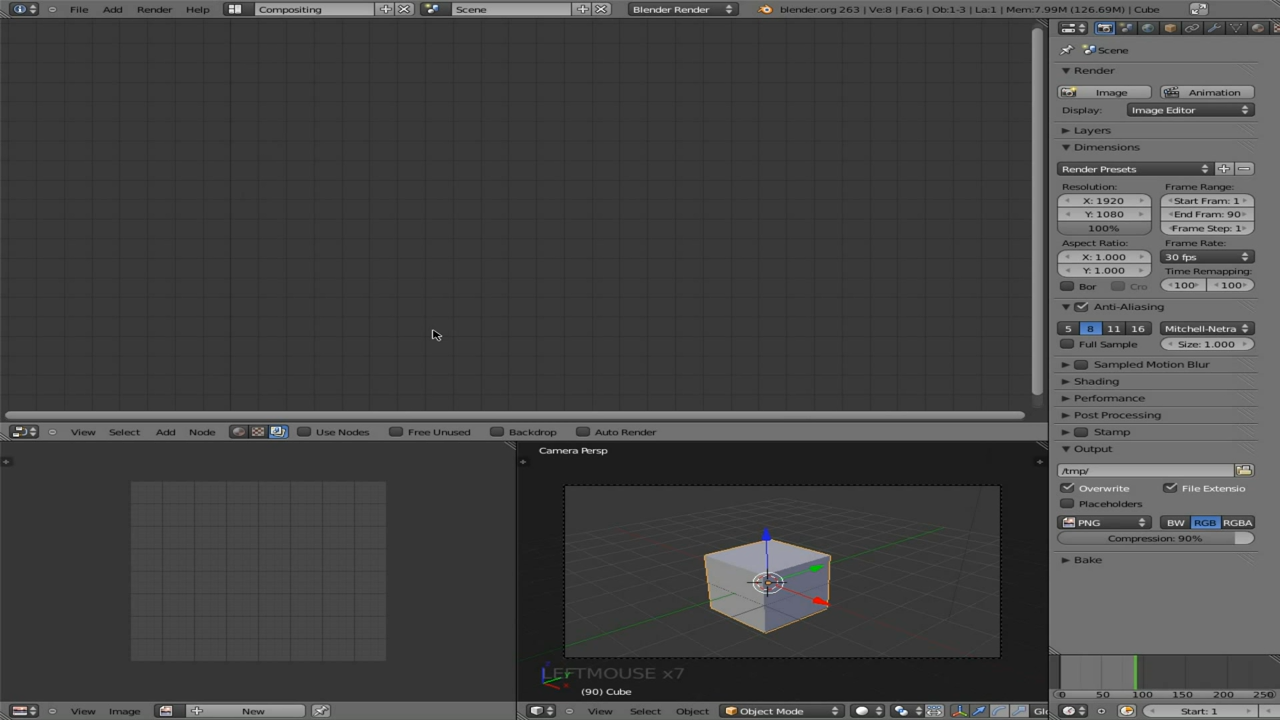 File Add Render Help Compositing Scene Blender Render blender.org 263 | Ve:8 | Fa:6 | Ob:1-3 | La:1 | Mem:7.99M (126.69M) | Cube
Scene
Render
Image Animation
Display: Image Editor
Layers
Dimensions
Render Presets
Resolution: Frame Range:
X: 1920 Start Fram: 1
Y: 1080 End Fram: 90
100% Frame Step: 1
Aspect Ratio: Frame Rate:
X: 1.000 30 fps
Y: 1.000 Time Remapping:
Bor Cro 100 100
Anti-Aliasing
5 8 11 16 Mitchell-Netra
Full Sample Size: 1.000
Sampled Motion Blur
Shading
Performance
Post Processing
Stamp
Output
/tmp/
Overwrite File Extensio
Placeholders
PNG BW RGB RGBA
Compression: 90%
Bake
View Select Add Node Use Nodes Free Unused Backdrop Auto Render
Camera Persp
LEFTMOUSE x7
(90) Cube
0 50 100 150 200 250
View Image New
View Select Object Object Mode Glo
Start: 1